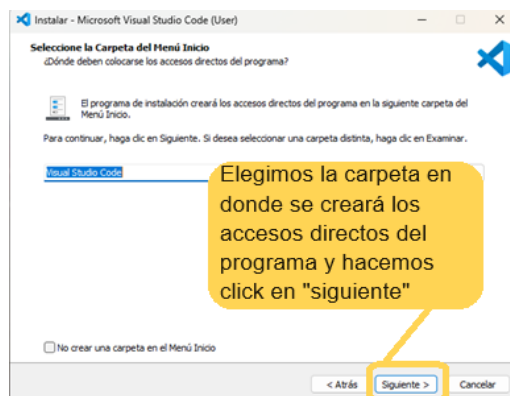 Instalar - Microsoft Visual Studio Code (User)
Seleccione la Carpeta del Menú Inicio
¿Dónde deben colocarse los accesos directos del programa?
El programa de instalación creará los accesos directos del programa en la siguiente carpeta del
Menú Inicio.
Para continuar, haga clic en Siguiente. Si desea seleccionar una carpeta distinta, haga clic en Examinar.
Visual Studio Code
Elegimos la carpeta en
donde se creará los
accesos directos del
programa y hacemos
click en "siguiente"
No crear una carpeta en el Menú Inicio
< Atrás
Siguiente >
Cancelar